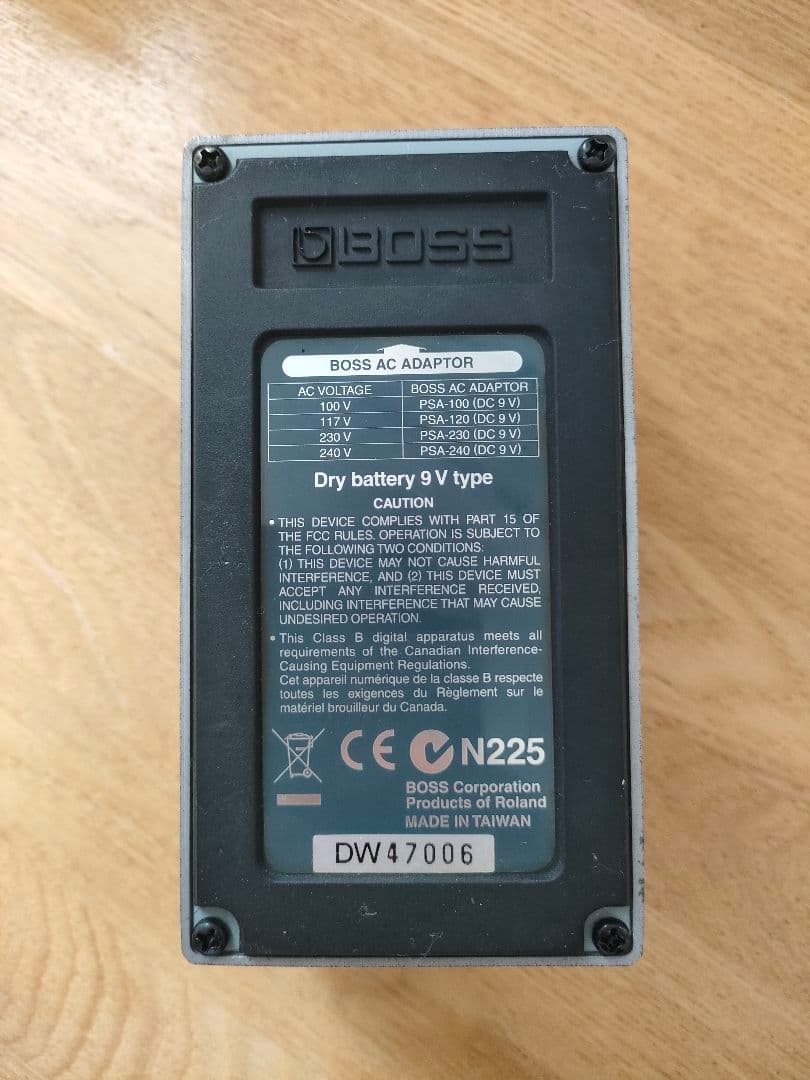 BOSS
BOSS AC ADAPTOR
AC VOLTAGE BOSS AC ADAPTOR
100 V PSA-100 (DC 9 V)
117 V PSA-120 (DC 9 V)
230 V PSA-230 (DC 9 V)
240 V PSA-240 (DC 9 V)
Dry battery 9 V type
CAUTION
• THIS DEVICE COMPLIES WITH PART 15 OF
THE FCC RULES. OPERATION IS SUBJECT TO
THE FOLLOWING TWO CONDITIONS:
(1) THIS DEVICE MAY NOT CAUSE HARMFUL
INTERFERENCE, AND (2) THIS DEVICE MUST
ACCEPT ANY INTERFERENCE RECEIVED,
INCLUDING INTERFERENCE THAT MAY CAUSE
UNDESIRED OPERATION.
• This Class B digital apparatus meets all
requirements of the Canadian Interference-
Causing Equipment Regulations.
Cet appareil numérique de la classe B respecte
toutes les exigences du Règlement sur le
matériel brouilleur du Canada.
CE N225
BOSS Corporation
Products of Roland
MADE IN TAIWAN
DW47006